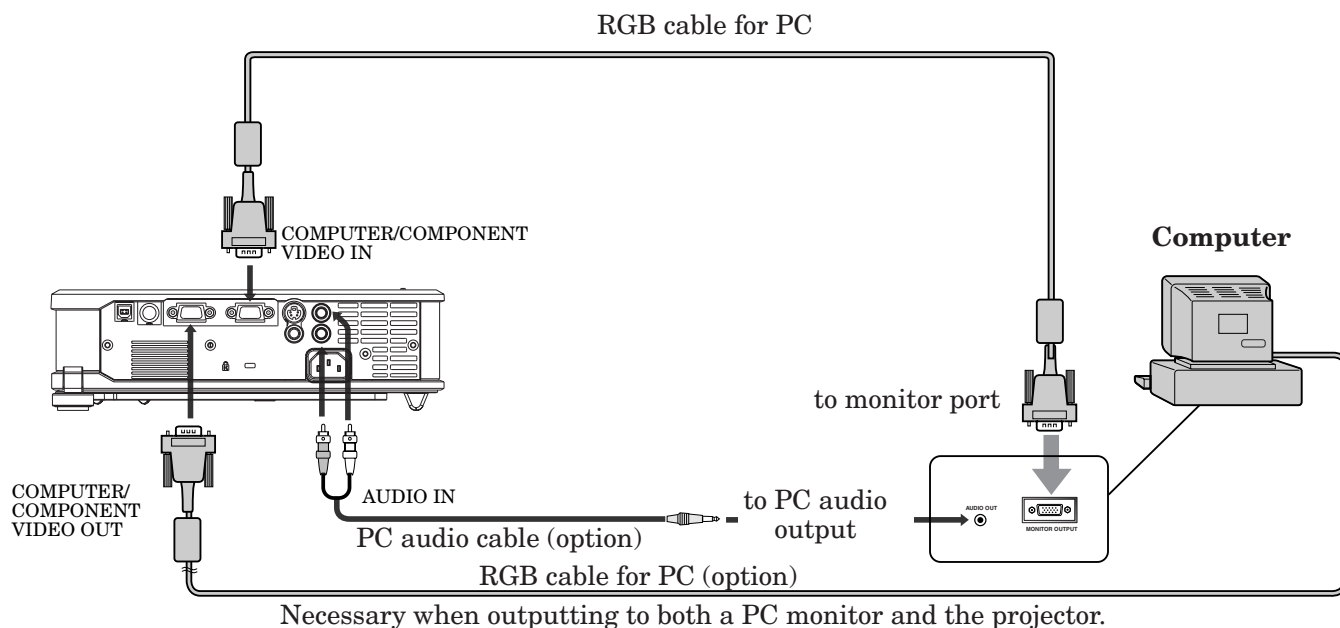 RGB cable for PC
COMPUTER/COMPONENT
VIDEO IN
Computer
to monitor port
COMPUTER/
COMPONENT
VIDEO OUT
AUDIO IN
to PC audio
output
AUDIO OUT
MONITOR OUTPUT
PC audio cable (option)
RGB cable for PC (option)
Necessary when outputting to both a PC monitor and the projector.